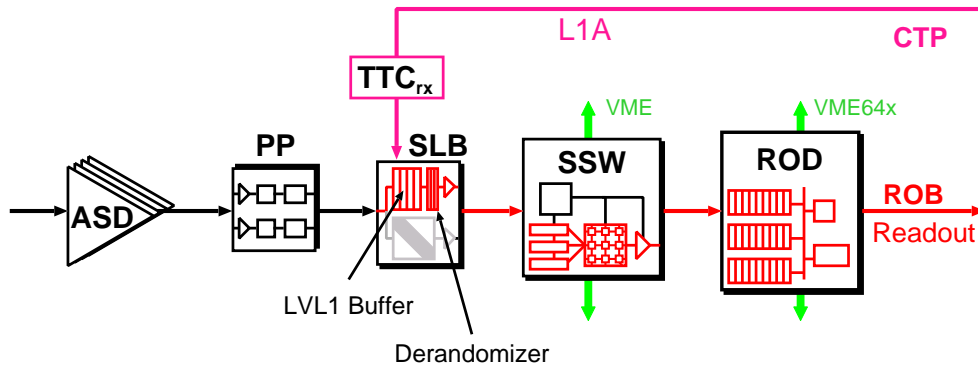 L1A
CTP
TTCrx
VME
VME64x
PP
SLB
SSW
ROD
ASD
ROB
Readout
LVL1 Buffer
Derandomizer